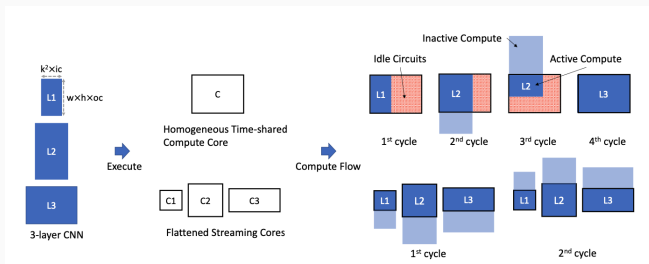 k²×ic
L1
w×h×oc
L2
L3
3-layer CNN
Execute
C
Homogeneous Time-shared
Compute Core
C1 C2 C3
Flattened Streaming Cores
Compute Flow
Inactive Compute
Idle Circuits
Active Compute
L1 L2 L2 L3
1st cycle 2nd cycle 3rd cycle 4th cycle
L1 L2 L3 L1 L2 L3
1st cycle 2nd cycle